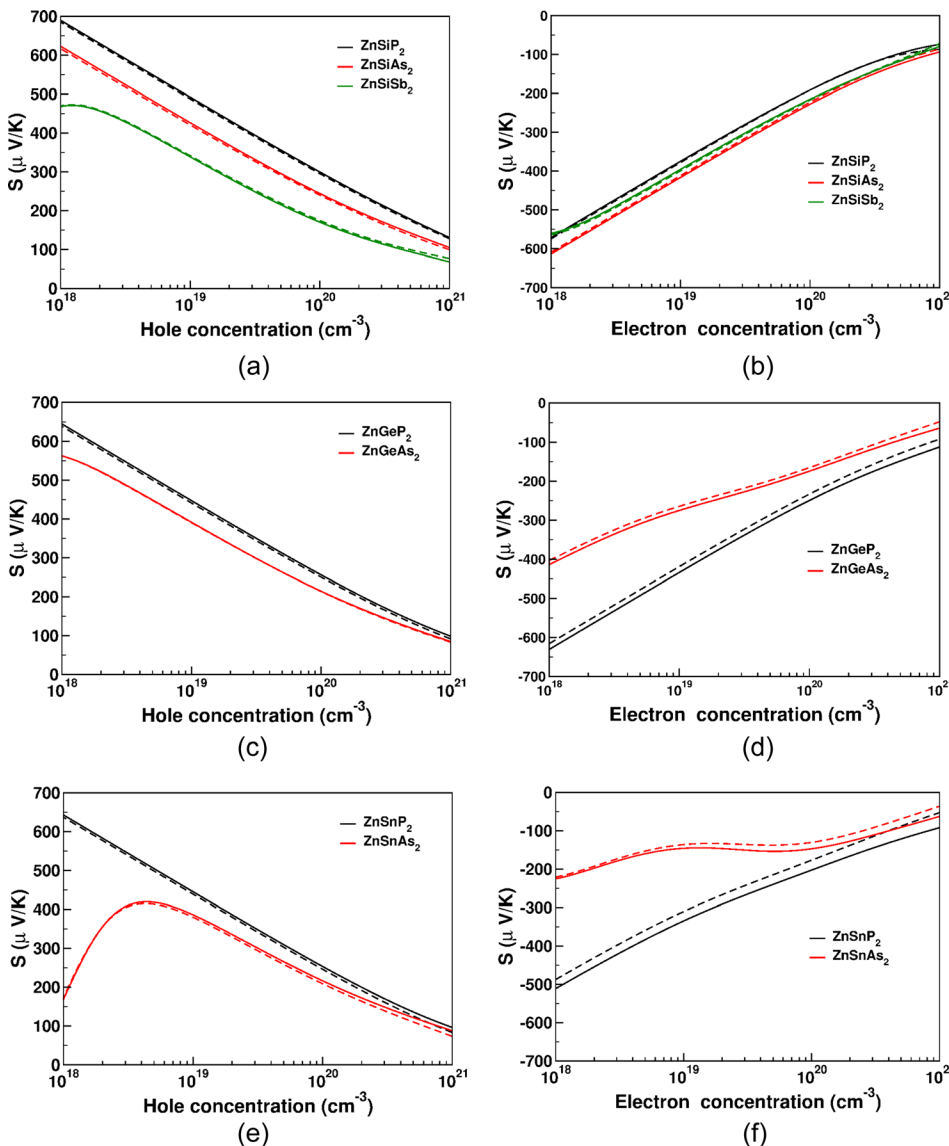 700
600
500
400
300
200
100
0
S (μ V/K)
ZnSiP2
ZnSiAs2
ZnSiSb2
10^18
10^19
10^20
10^21
Hole concentration (cm^-3)
(a)
0
-100
-200
-300
-400
-500
-600
-700
S (μ V/K)
ZnSiP2
ZnSiAs2
ZnSiSb2
10^18
10^19
10^20
10^2
Electron concentration (cm^-3)
(b)
700
600
500
400
300
200
100
0
S (μ V/K)
ZnGeP2
ZnGeAs2
10^18
10^19
10^20
10^21
Hole concentration (cm^-3)
(c)
0
-100
-200
-300
-400
-500
-600
-700
S (μ V/K)
ZnGeP2
ZnGeAs2
10^18
10^19
10^20
10^2
Electron concentration (cm^-3)
(d)
700
600
500
400
300
200
100
0
S (μ V/K)
ZnSnP2
ZnSnAs2
10^18
10^19
10^20
10^21
Hole concentration (cm^-3)
(e)
0
-100
-200
-300
-400
-500
-600
-700
S (μ V/K)
ZnSnP2
ZnSnAs2
10^18
10^19
10^20
10^2
Electron concentration (cm^-3)
(f)